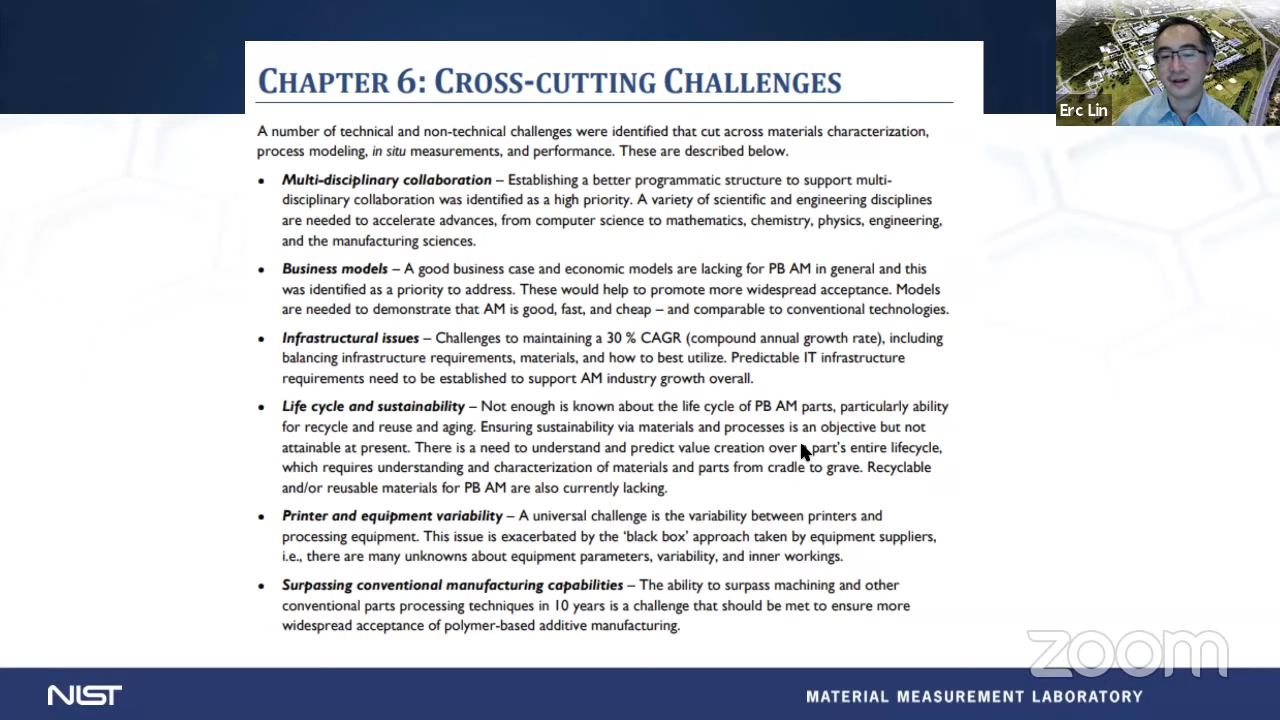 CHAPTER 6: CROSS-CUTTING CHALLENGES
A number of technical and non-technical challenges were identified that cut across materials characterization,
process modeling, in situ measurements, and performance. These are described below.
• Multi-disciplinary collaboration – Establishing a better programmatic structure to support multi-
disciplinary collaboration was identified as a high priority. A variety of scientific and engineering disciplines
are needed to accelerate advances, from computer science to mathematics, chemistry, physics, engineering,
and the manufacturing sciences.
• Business models – A good business case and economic models are lacking for PB AM in general and this
was identified as a priority to address. These would help to promote more widespread acceptance. Models
are needed to demonstrate that AM is good, fast, and cheap – and comparable to conventional technologies.
• Infrastructural issues – Challenges to maintaining a 30 % CAGR (compound annual growth rate), including
balancing infrastructure requirements, materials, and how to best utilize. Predictable IT infrastructure
requirements need to be established to support AM industry growth overall.
• Life cycle and sustainability – Not enough is known about the life cycle of PB AM parts, particularly ability
for recycle and reuse and aging. Ensuring sustainability via materials and processes is an objective but not
attainable at present. There is a need to understand and predict value creation over part's entire lifecycle,
which requires understanding and characterization of materials and parts from cradle to grave. Recyclable
and/or reusable materials for PB AM are also currently lacking.
• Printer and equipment variability – A universal challenge is the variability between printers and
processing equipment. This issue is exacerbated by the 'black box' approach taken by equipment suppliers,
i.e., there are many unknowns about equipment parameters, variability, and inner workings.
• Surpassing conventional manufacturing capabilities – The ability to surpass machining and other
conventional parts processing techniques in 10 years is a challenge that should be met to ensure more
widespread acceptance of polymer-based additive manufacturing.
Erc Lin
zoom
NIST
MATERIAL MEASUREMENT LABORATORY